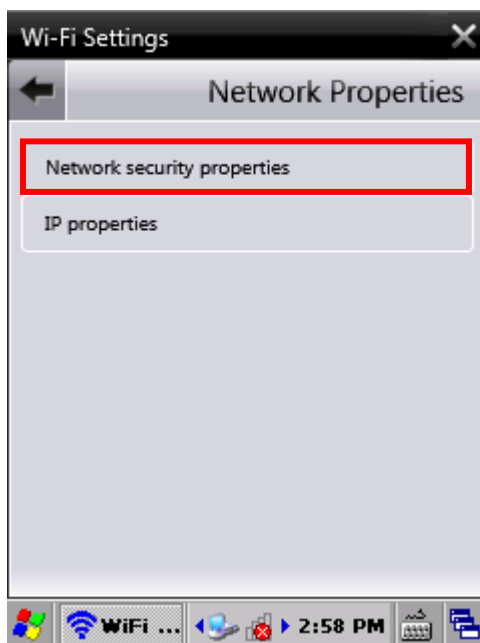 Wi-Fi Settings
Network Properties
Network security properties
IP properties
WiFi ...
2:58 PM